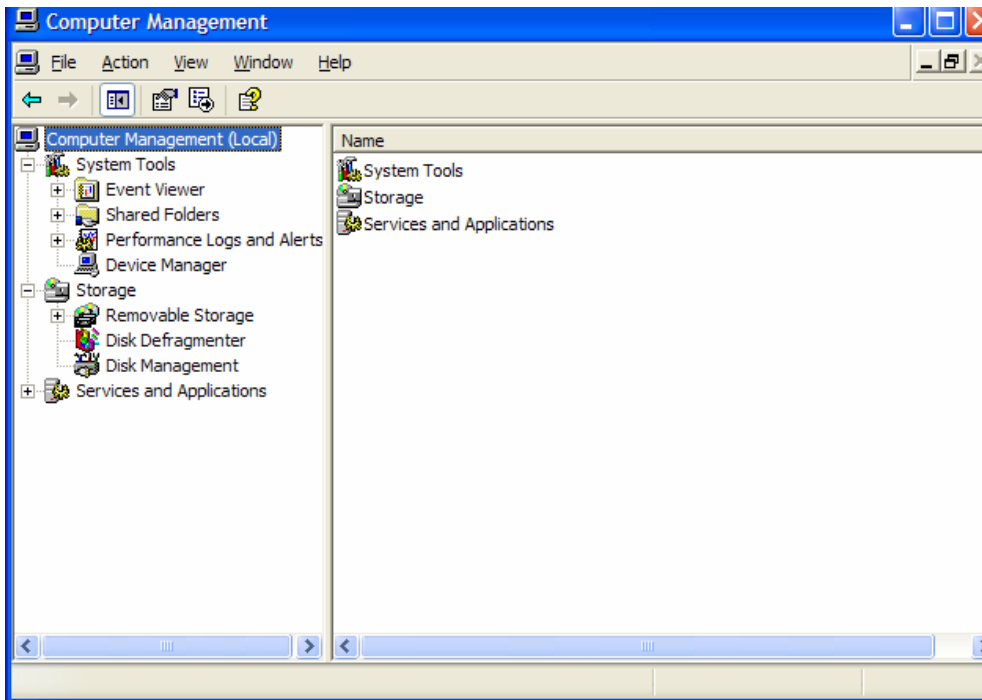 Computer Management
File Action View Window Help
Computer Management (Local)
System Tools
Event Viewer
Shared Folders
Performance Logs and Alerts
Device Manager
Storage
Removable Storage
Disk Defragmenter
Disk Management
Services and Applications
Name
System Tools
Storage
Services and Applications